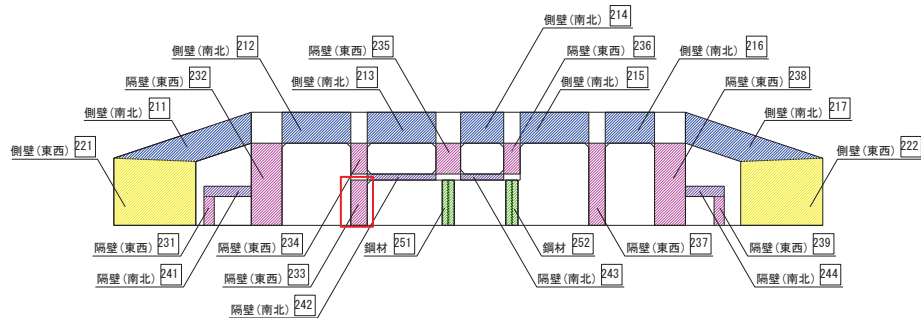 側壁(南北) 214
側壁(南北) 212
隔壁(東西) 235
隔壁(東西) 236
側壁(南北) 216
隔壁(東西) 232
側壁(南北) 213
側壁(南北) 215
隔壁(東西) 238
側壁(南北) 211
側壁(南北) 217
側壁(東西) 221
側壁(東西) 222
隔壁(東西) 231
隔壁(東西) 234
鋼材 251
鋼材 252
隔壁(東西) 237
隔壁(東西) 239
隔壁(南北) 241
隔壁(東西) 233
隔壁(南北) 243
隔壁(南北) 244
隔壁(南北) 242